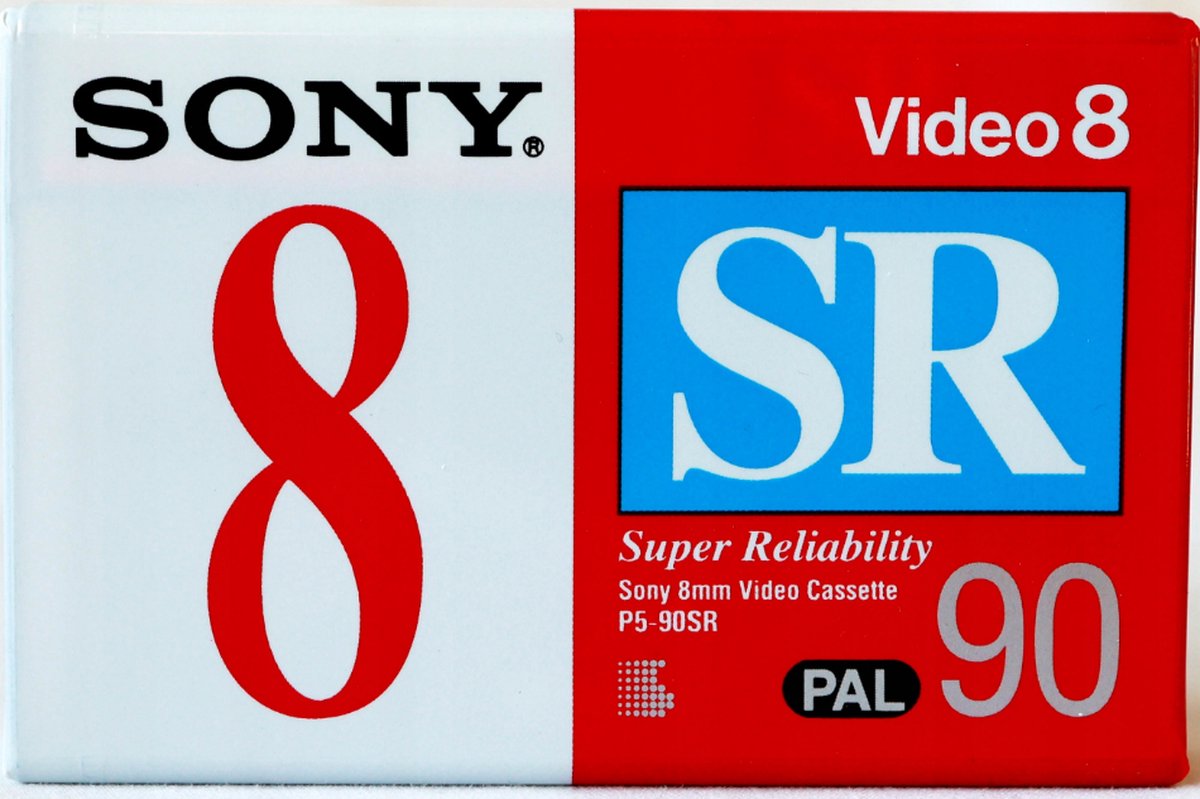 SONY®
8
Video 8
SR
Super Reliability
Sony 8mm Video Cassette
P5-90SR
PAL
90